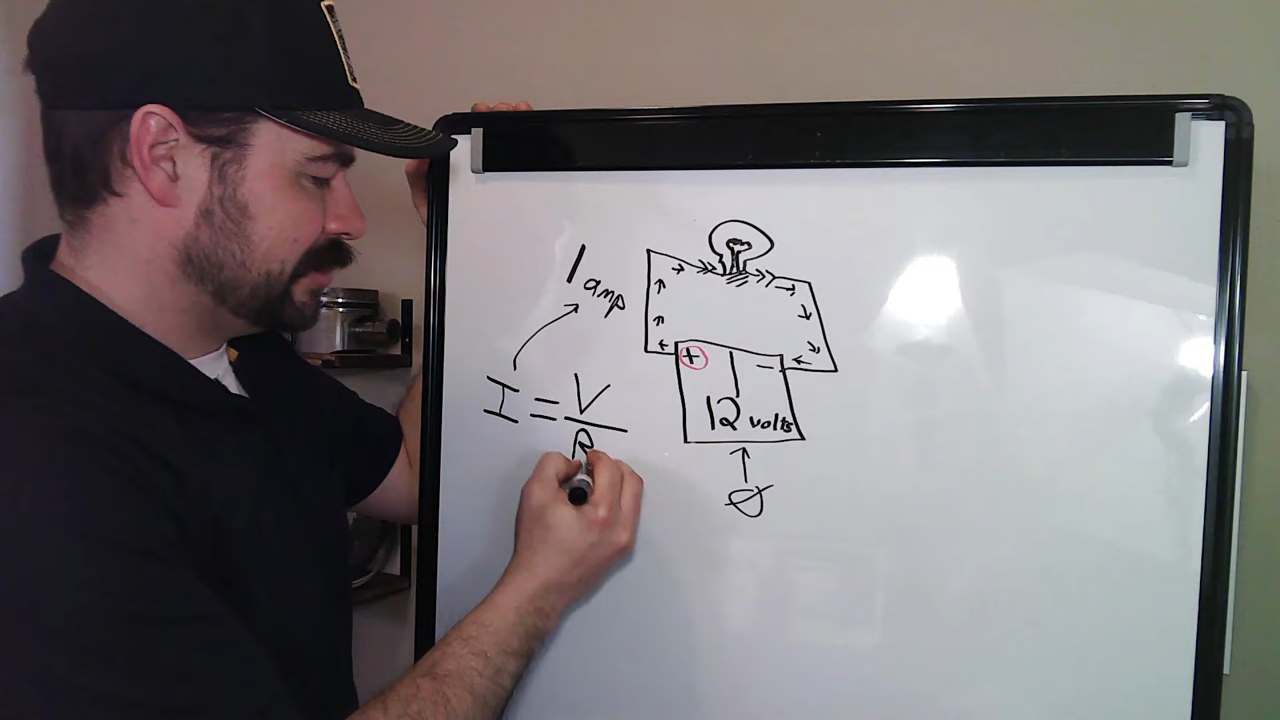 1 amp
+ −
I = V
R
12 volts
Ø